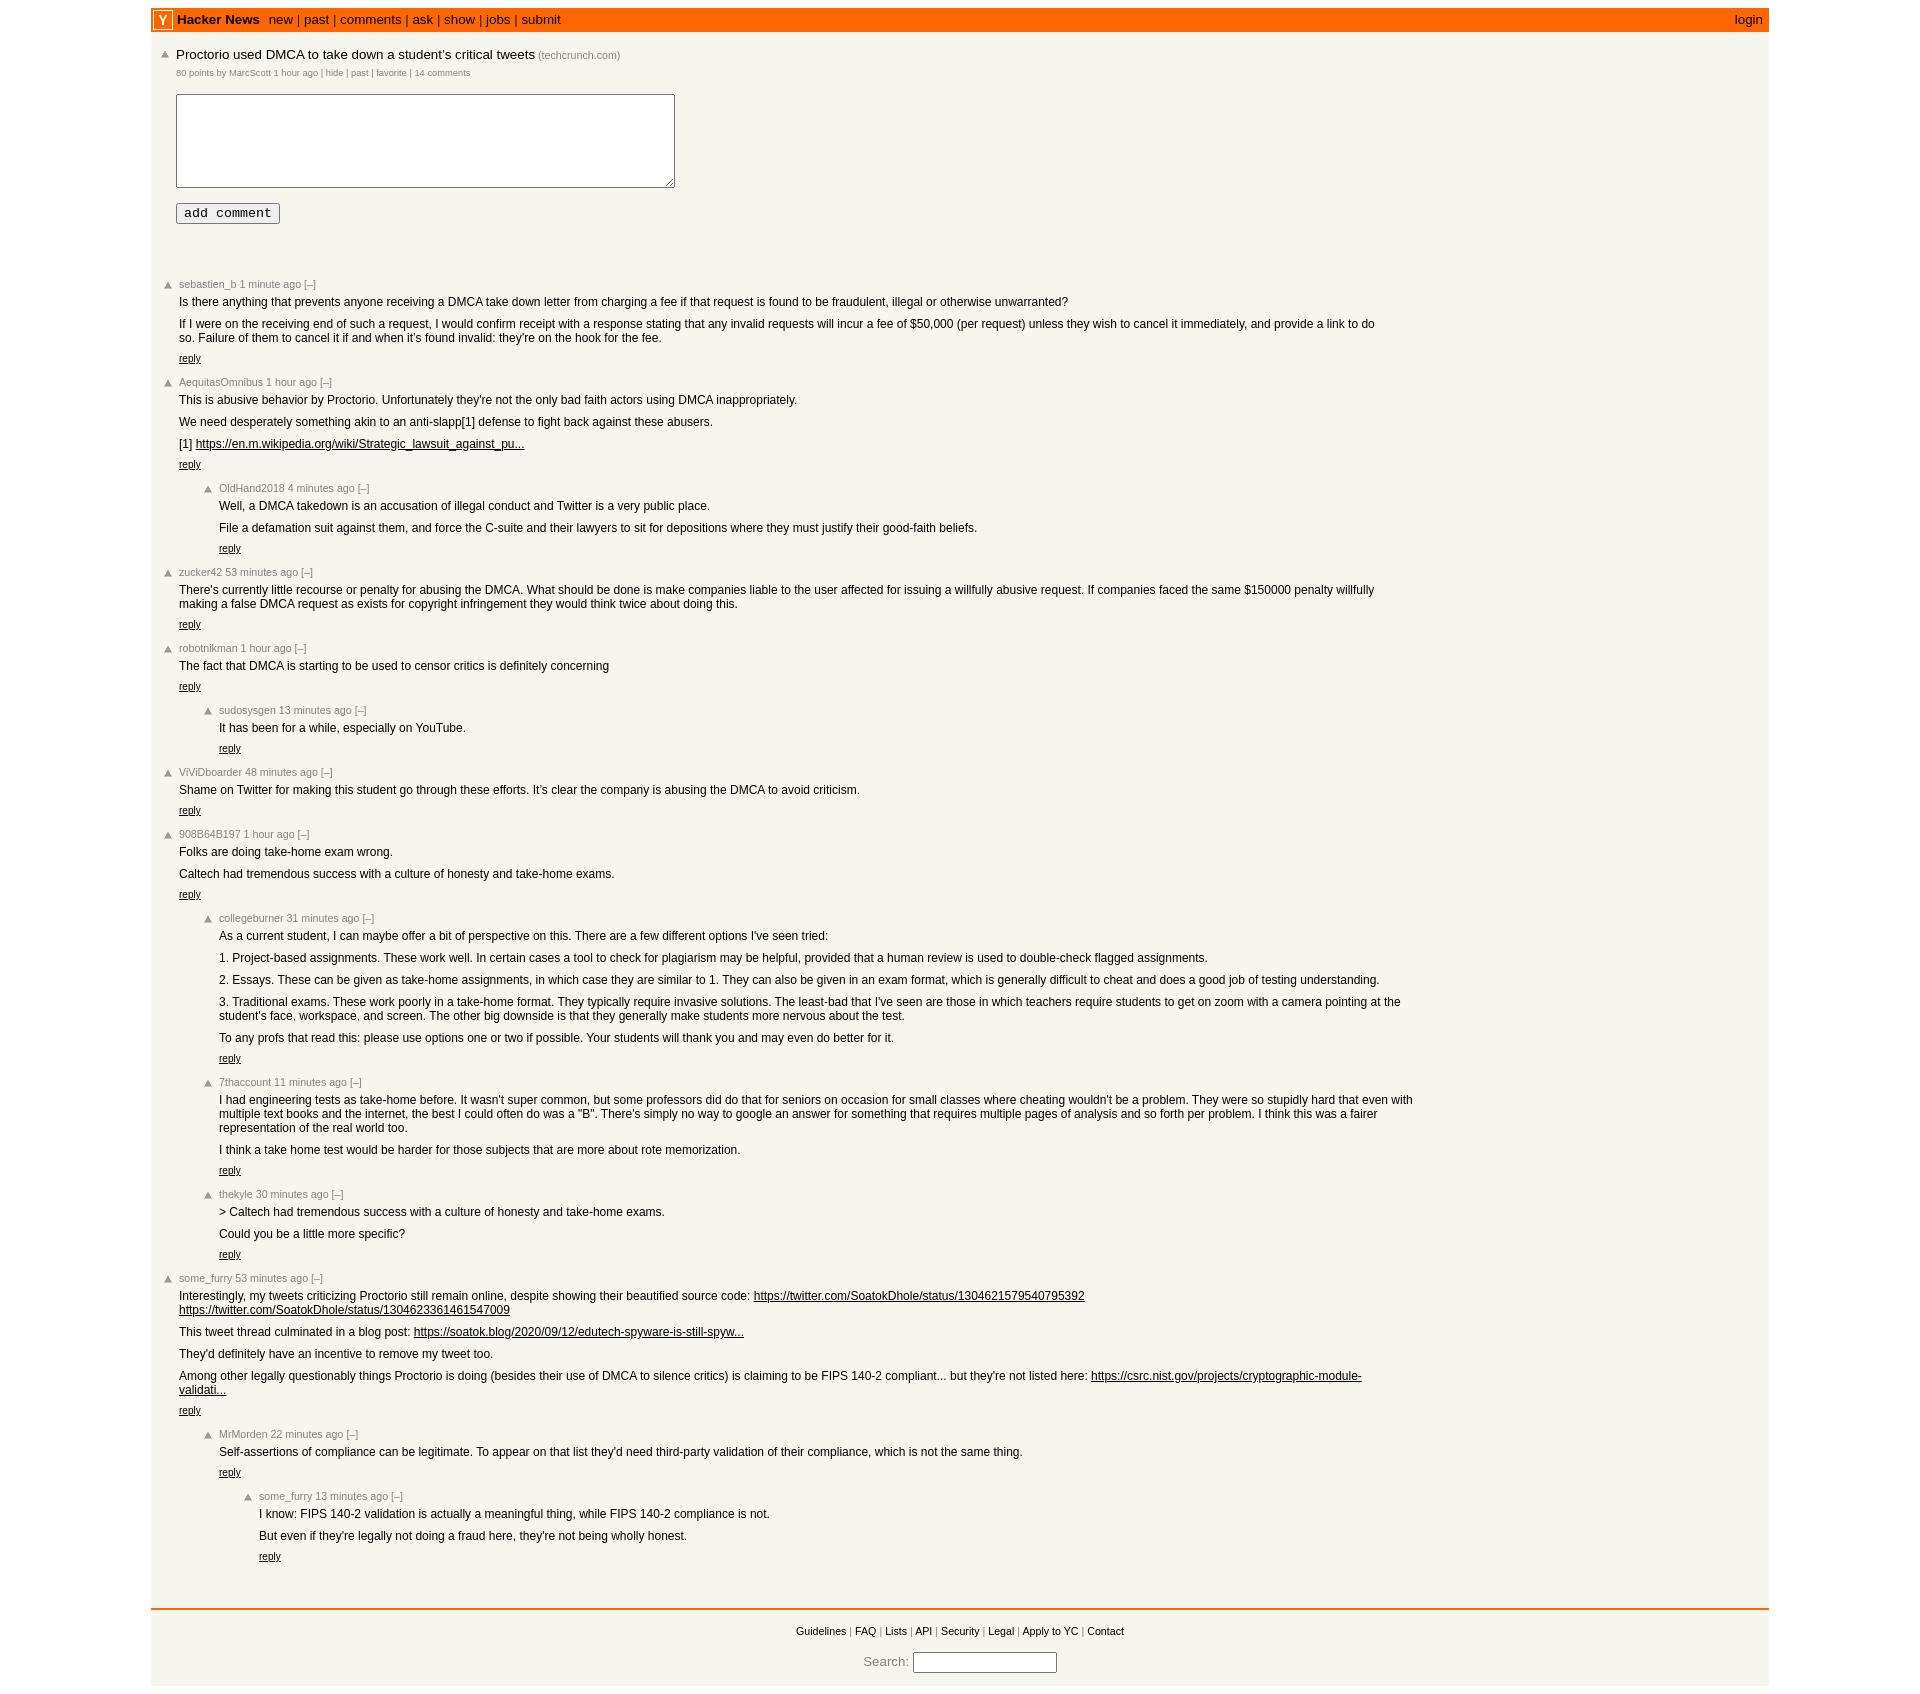 Y Hacker News new | past | comments | ask | show | jobs | submit login
Proctorio used DMCA to take down a student’s critical tweets (techcrunch.com)
80 points by MarcScott 1 hour ago | hide | past | favorite | 14 comments
add comment
sebastien_b 1 minute ago [–]
Is there anything that prevents anyone receiving a DMCA take down letter from charging a fee if that request is found to be fraudulent, illegal or otherwise unwarranted?
If I were on the receiving end of such a request, I would confirm receipt with a response stating that any invalid requests will incur a fee of $50,000 (per request) unless they wish to cancel it immediately, and provide a link to do
so. Failure of them to cancel it if and when it’s found invalid: they’re on the hook for the fee.
reply
AequitasOmnibus 1 hour ago [–]
This is abusive behavior by Proctorio. Unfortunately they're not the only bad faith actors using DMCA inappropriately.
We need desperately something akin to an anti-slapp[1] defense to fight back against these abusers.
[1] https://en.m.wikipedia.org/wiki/Strategic_lawsuit_against_pu...
reply
OldHand2018 4 minutes ago [–]
Well, a DMCA takedown is an accusation of illegal conduct and Twitter is a very public place.
File a defamation suit against them, and force the C-suite and their lawyers to sit for depositions where they must justify their good-faith beliefs.
reply
zucker42 53 minutes ago [–]
There's currently little recourse or penalty for abusing the DMCA. What should be done is make companies liable to the user affected for issuing a willfully abusive request. If companies faced the same $150000 penalty willfully
making a false DMCA request as exists for copyright infringement they would think twice about doing this.
reply
robotnikman 1 hour ago [–]
The fact that DMCA is starting to be used to censor critics is definitely concerning
reply
sudosysgen 13 minutes ago [–]
It has been for a while, especially on YouTube.
reply
ViViDboarder 48 minutes ago [–]
Shame on Twitter for making this student go through these efforts. It’s clear the company is abusing the DMCA to avoid criticism.
reply
908B64B197 1 hour ago [–]
Folks are doing take-home exam wrong.
Caltech had tremendous success with a culture of honesty and take-home exams.
reply
collegeburner 31 minutes ago [–]
As a current student, I can maybe offer a bit of perspective on this. There are a few different options I've seen tried:
1. Project-based assignments. These work well. In certain cases a tool to check for plagiarism may be helpful, provided that a human review is used to double-check flagged assignments.
2. Essays. These can be given as take-home assignments, in which case they are similar to 1. They can also be given in an exam format, which is generally difficult to cheat and does a good job of testing understanding.
3. Traditional exams. These work poorly in a take-home format. They typically require invasive solutions. The least-bad that I've seen are those in which teachers require students to get on zoom with a camera pointing at the
student's face, workspace, and screen. The other big downside is that they generally make students more nervous about the test.
To any profs that read this: please use options one or two if possible. Your students will thank you and may even do better for it.
reply
7thaccount 11 minutes ago [–]
I had engineering tests as take-home before. It wasn't super common, but some professors did do that for seniors on occasion for small classes where cheating wouldn't be a problem. They were so stupidly hard that even with
multiple text books and the internet, the best I could often do was a "B". There's simply no way to google an answer for something that requires multiple pages of analysis and so forth per problem. I think this was a fairer
representation of the real world too.
I think a take home test would be harder for those subjects that are more about rote memorization.
reply
thekyle 30 minutes ago [–]
> Caltech had tremendous success with a culture of honesty and take-home exams.
Could you be a little more specific?
reply
some_furry 53 minutes ago [–]
Interestingly, my tweets criticizing Proctorio still remain online, despite showing their beautified source code: https://twitter.com/SoatokDhole/status/1304621579540795392
https://twitter.com/SoatokDhole/status/1304623361461547009
This tweet thread culminated in a blog post: https://soatok.blog/2020/09/12/edutech-spyware-is-still-spyw...
They'd definitely have an incentive to remove my tweet too.
Among other legally questionably things Proctorio is doing (besides their use of DMCA to silence critics) is claiming to be FIPS 140-2 compliant... but they're not listed here: https://csrc.nist.gov/projects/cryptographic-module-
validati...
reply
MrMorden 22 minutes ago [–]
Self-assertions of compliance can be legitimate. To appear on that list they'd need third-party validation of their compliance, which is not the same thing.
reply
some_furry 13 minutes ago [–]
I know: FIPS 140-2 validation is actually a meaningful thing, while FIPS 140-2 compliance is not.
But even if they're legally not doing a fraud here, they're not being wholly honest.
reply
Guidelines | FAQ | Lists | API | Security | Legal | Apply to YC | Contact
Search: